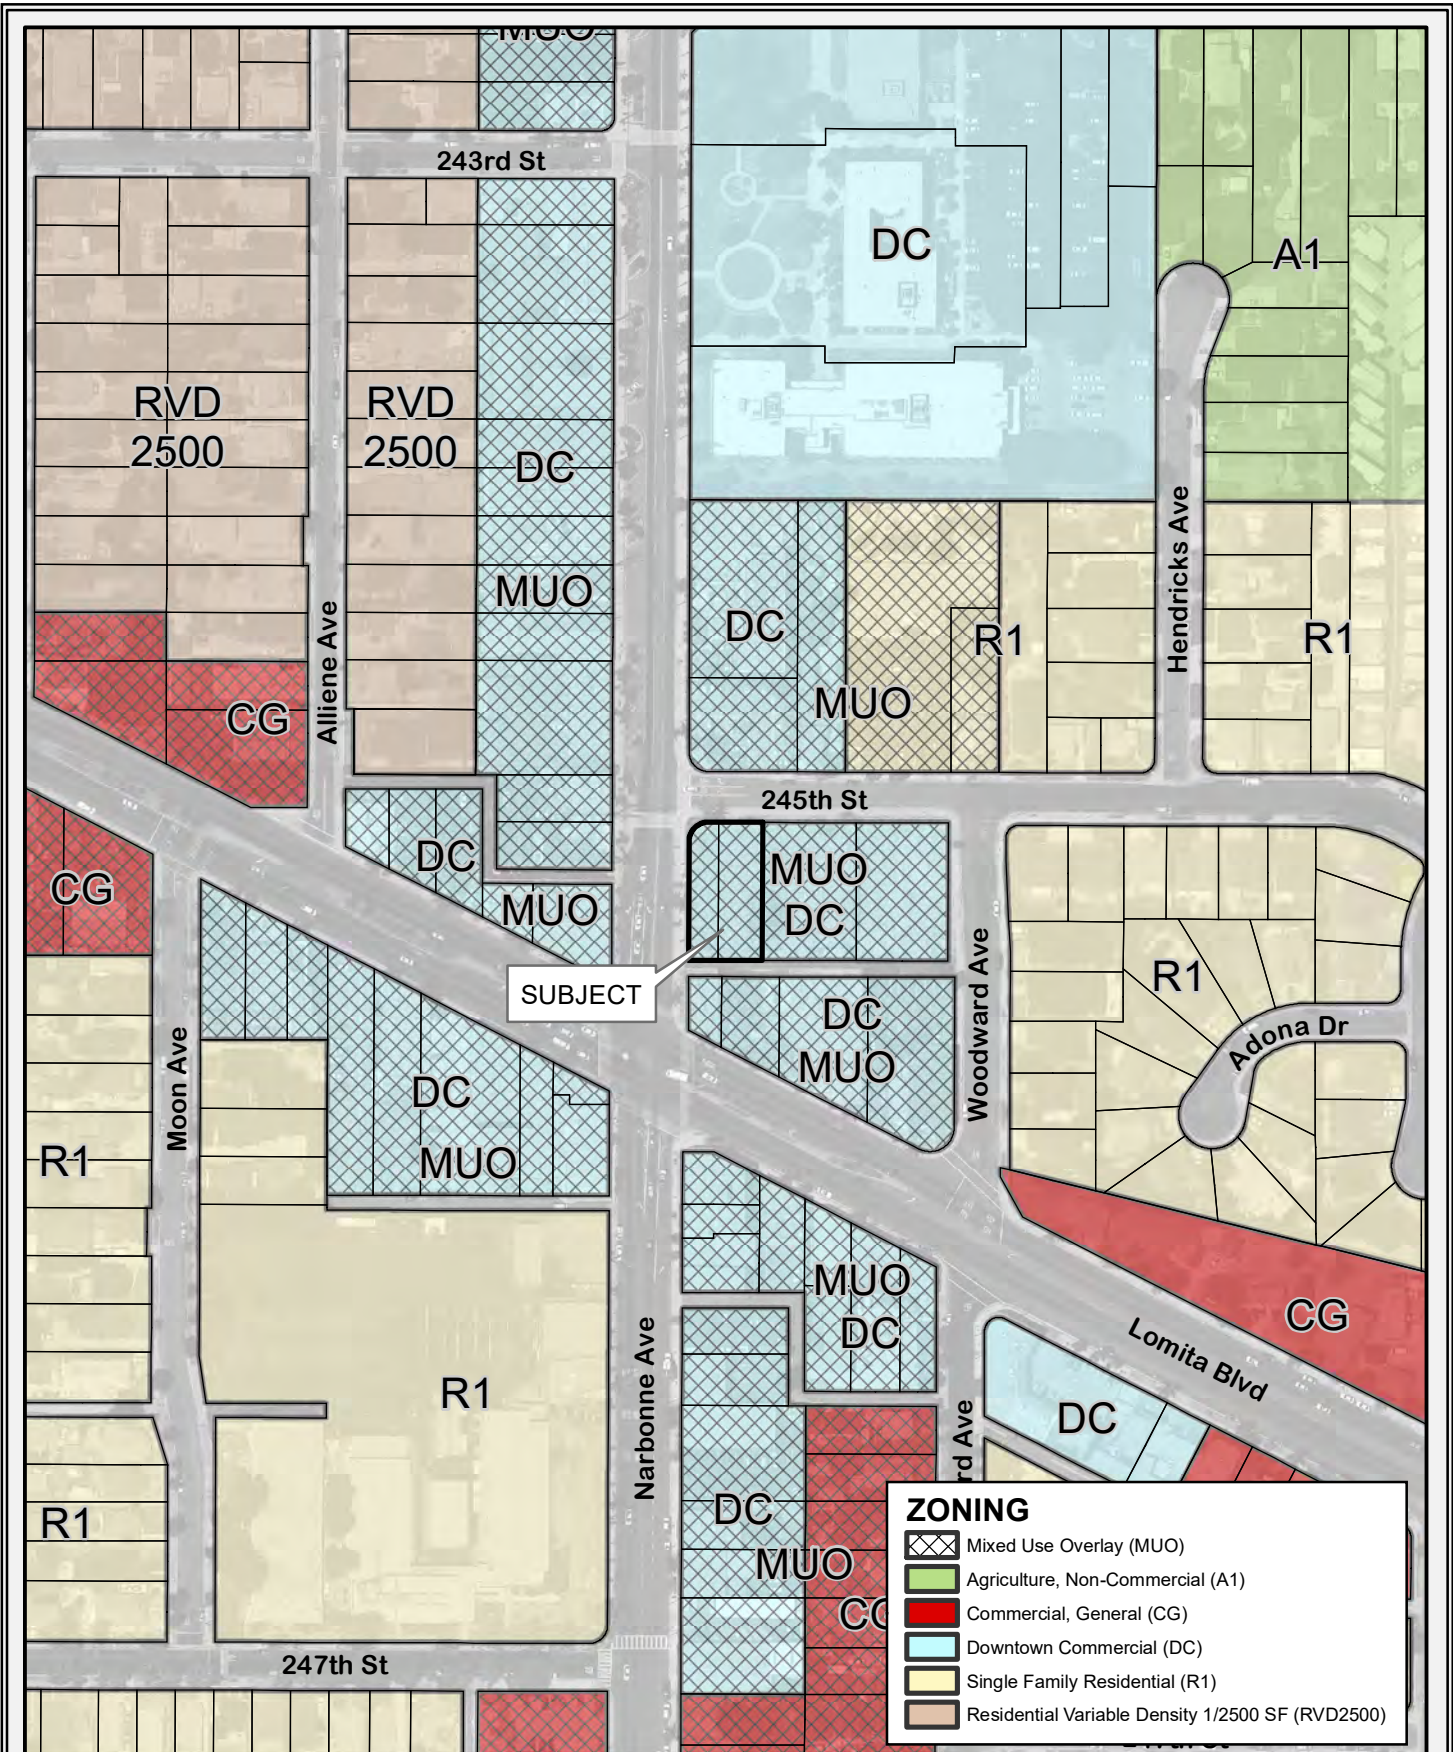 MUO
243rd St
DC
A1
RVD
2500
RVD
2500
DC
MUO
Hendricks Ave
DC
R1
R1
MUO
Alliene Ave
CG
245th St
DC
MUO
DC
CG
MUO
SUBJECT
DC
MUO
Woodward Ave
R1
Adona Dr
Moon Ave
DC
MUO
R1
MUO
DC
CG
Lomita Blvd
Narbonne Ave
R1
DC
rd Ave
R1
DC
MUO
CG
247th St
ZONING
Mixed Use Overlay (MUO)
Agriculture, Non-Commercial (A1)
Commercial, General (CG)
Downtown Commercial (DC)
Single Family Residential (R1)
Residential Variable Density 1/2500 SF (RVD2500)